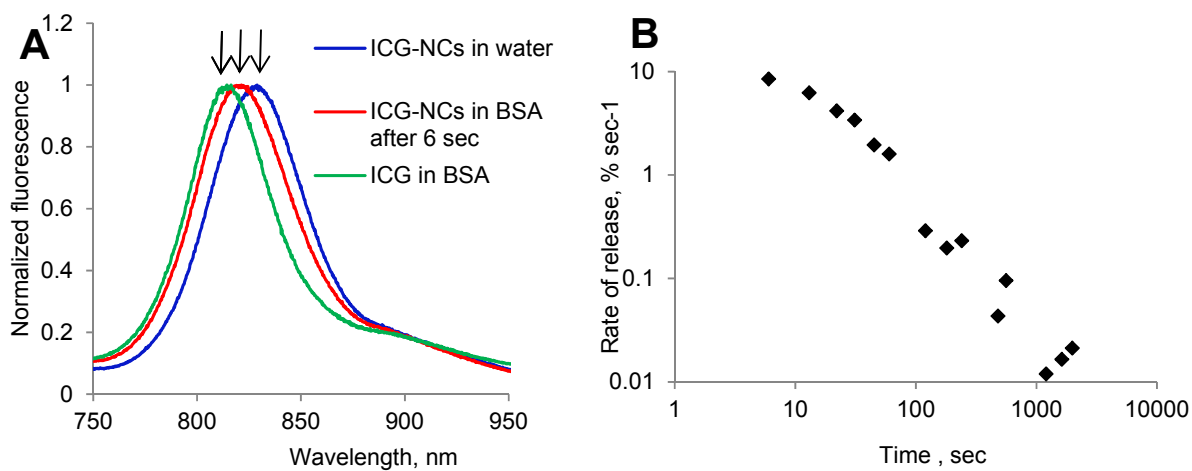 A
Normalized fluorescence
1.2
1
0.8
0.6
0.4
0.2
0
750
800
850
900
950
Wavelength, nm
ICG-NCs in water
ICG-NCs in BSA
after 6 sec
ICG in BSA
B
Rate of release, % sec-1
10
1
0.1
0.01
1
10
100
1000
10000
Time , sec